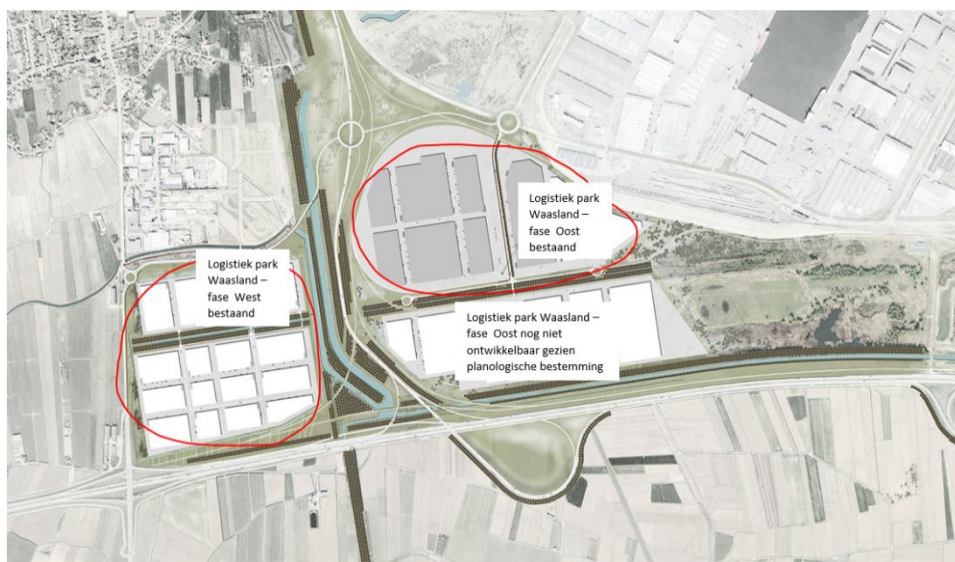 Logistiek park
Waasland –
fase Oost
bestaand
Logistiek park
Waasland –
fase West
bestaand
Logistiek park Waasland –
fase Oost nog niet
ontwikkelbaar gezien
planologische bestemming